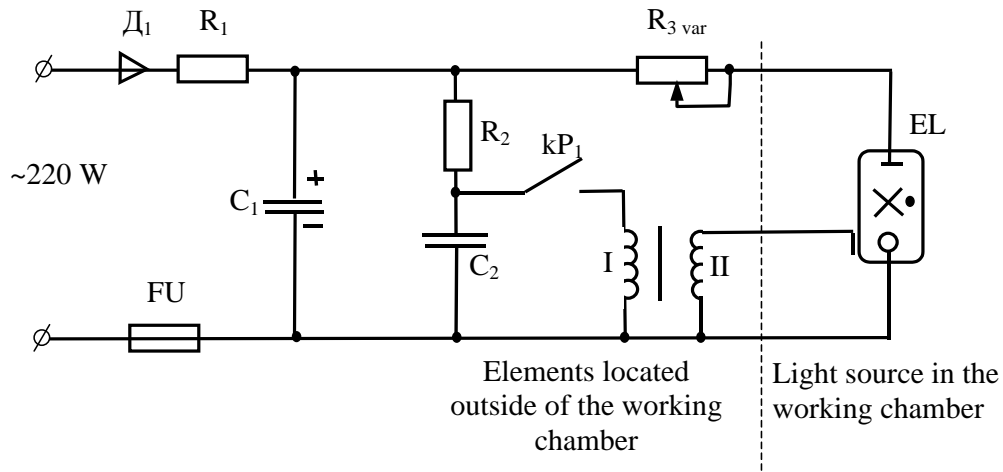 Д₁
R₁
R₃ var
EL
R₂
kP₁
~220 W
C₁
+
−
C₂
I
II
FU
Elements located
outside of the working
chamber
Light source in the
working chamber